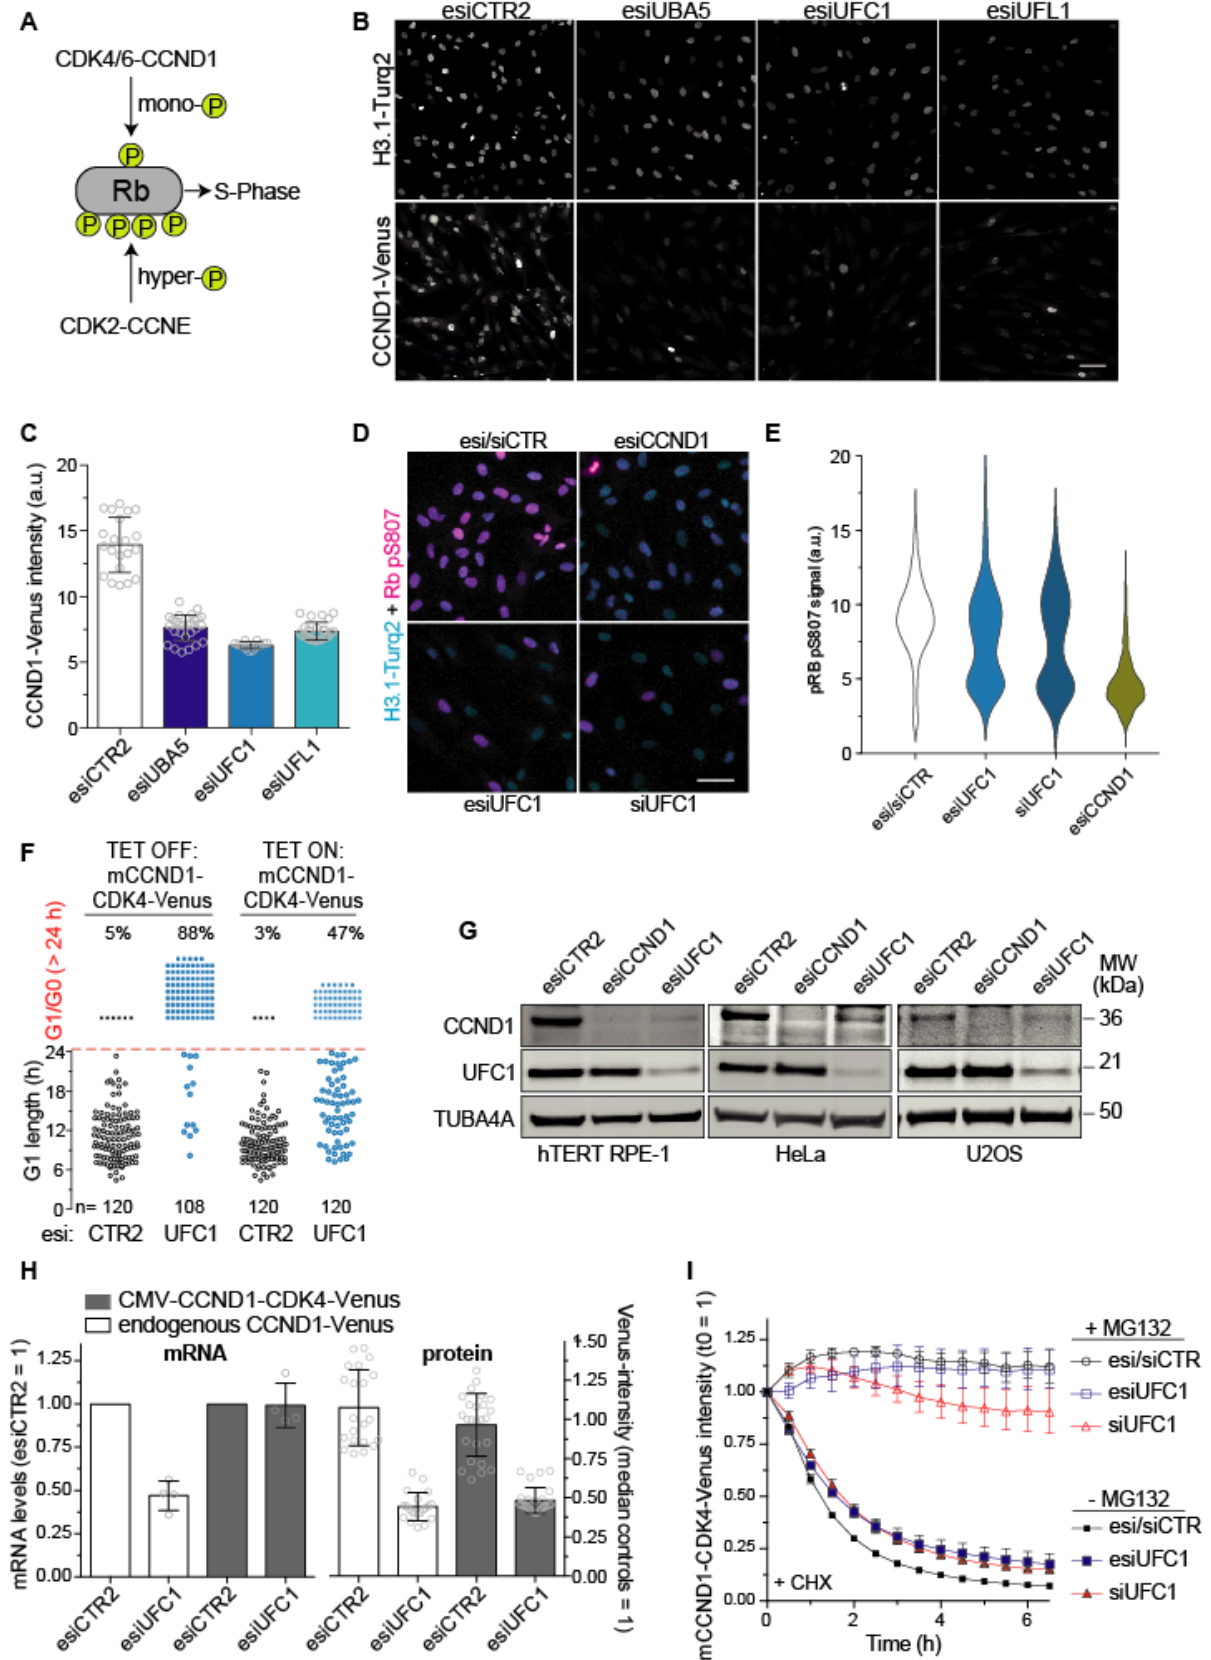 A
CDK4/6-CCND1
mono-P
P
Rb
S-Phase
P P P P
hyper-P
CDK2-CCNE
B
esiCTR2 esiUBA5 esiUFC1 esiUFL1
H3.1-Turq2
CCND1-Venus
C
CCND1-Venus intensity (a.u.)
20
15
10
5
0
esiCTR2 esiUBA5 esiUFC1 esiUFL1
D
esi/siCTR esiCCND1
H3.1-Turq2 + Rb pS807
esiUFC1 siUFC1
E
pRB pS807 signal (a.u.)
20
15
10
5
0
esi/siCTR esiUFC1 siUFC1 esiCCND1
F
TET OFF: TET ON:
mCCND1- mCCND1-
CDK4-Venus CDK4-Venus
5% 88% 3% 47%
G1/G0 (> 24 h)
G1 length (h)
24
18
12
6
0
n= 120 108 120 120
esi: CTR2 UFC1 CTR2 UFC1
G
esiCTR2 esiCCND1 esiUFC1 esiCTR2 esiCCND1 esiUFC1 esiCTR2 esiCCND1 esiUFC1
MW
(kDa)
CCND1 36
UFC1 21
TUBA4A 50
hTERT RPE-1 HeLa U2OS
H
CMV-CCND1-CDK4-Venus
endogenous CCND1-Venus
mRNA protein
mRNA levels (esiCTR2 = 1)
1.25
1.00
0.75
0.50
0.25
0.00
Venus-intensity (median controls = 1)
1.50
1.25
1.00
0.75
0.50
0.25
0.00
esiCTR2 esiUFC1 esiCTR2 esiUFC1 esiCTR2 esiUFC1 esiCTR2 esiUFC1
I
mCCND1-CDK4-Venus intensity (t0 = 1)
1.25
1.00
0.75
0.50
0.25
0.00
+ CHX
0 2 4 6
Time (h)
+ MG132
esi/siCTR
esiUFC1
siUFC1
- MG132
esi/siCTR
esiUFC1
siUFC1